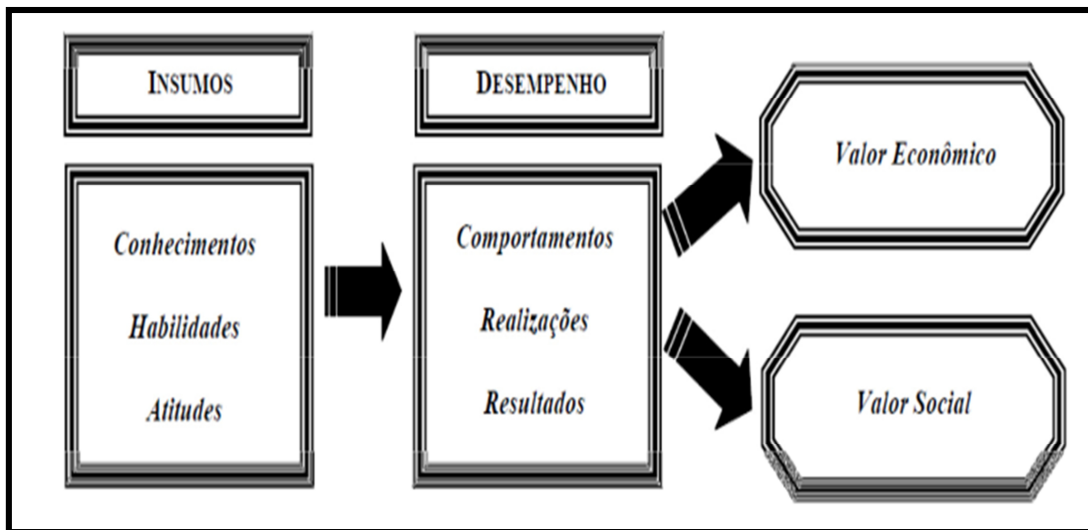 INSUMOS
Conhecimentos
Habilidades
Atitudes
DESEMPENHO
Comportamentos
Realizações
Resultados
Valor Econômico
Valor Social